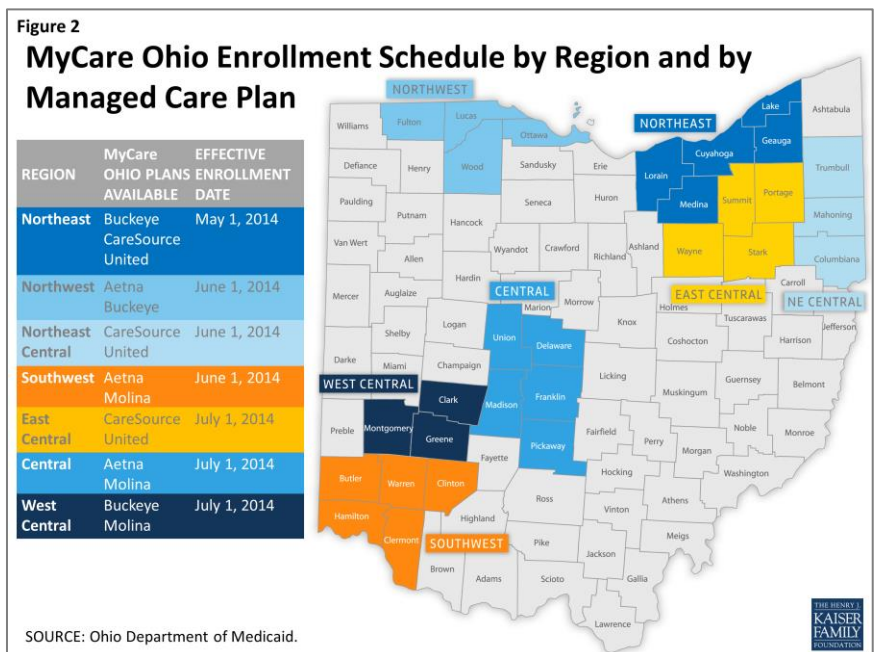 Figure 2
MyCare Ohio Enrollment Schedule by Region and by
Managed Care Plan
REGION
MyCare
OHIO PLANS
AVAILABLE
EFFECTIVE
ENROLLMENT
DATE
Northeast
Buckeye
CareSource
United
May 1, 2014
Northwest
Aetna
Buckeye
June 1, 2014
Northeast
Central
CareSource
United
June 1, 2014
Southwest
Aetna
Molina
June 1, 2014
East
Central
CareSource
United
July 1, 2014
Central
Aetna
Molina
July 1, 2014
West
Central
Buckeye
Molina
July 1, 2014
NORTHWEST
NORTHEAST
CENTRAL
EAST CENTRAL
NE CENTRAL
WEST CENTRAL
SOUTHWEST
Williams
Fulton
Lucas
Ottawa
Lake
Ashtabula
Geauga
Cuyahoga
Defiance
Henry
Wood
Sandusky
Erie
Lorain
Trumbull
Paulding
Seneca
Huron
Medina
Summit
Portage
Putnam
Hancock
Mahoning
Van Wert
Allen
Wyandot
Crawford
Richland
Ashland
Wayne
Stark
Columbiana
Hardin
Carroll
Mercer
Auglaize
Marion
Morrow
Holmes
Tuscarawas
Jefferson
Logan
Union
Delaware
Knox
Coshocton
Harrison
Shelby
Darke
Miami
Champaign
Licking
Guernsey
Belmont
Clark
Madison
Franklin
Muskingum
Preble
Montgomery
Greene
Pickaway
Fairfield
Perry
Noble
Monroe
Morgan
Fayette
Hocking
Washington
Butler
Warren
Clinton
Ross
Athens
Vinton
Hamilton
Clermont
Highland
Meigs
Pike
Jackson
Brown
Adams
Scioto
Gallia
Lawrence
SOURCE: Ohio Department of Medicaid.
THE HENRY J.
KAISER
FAMILY
FOUNDATION